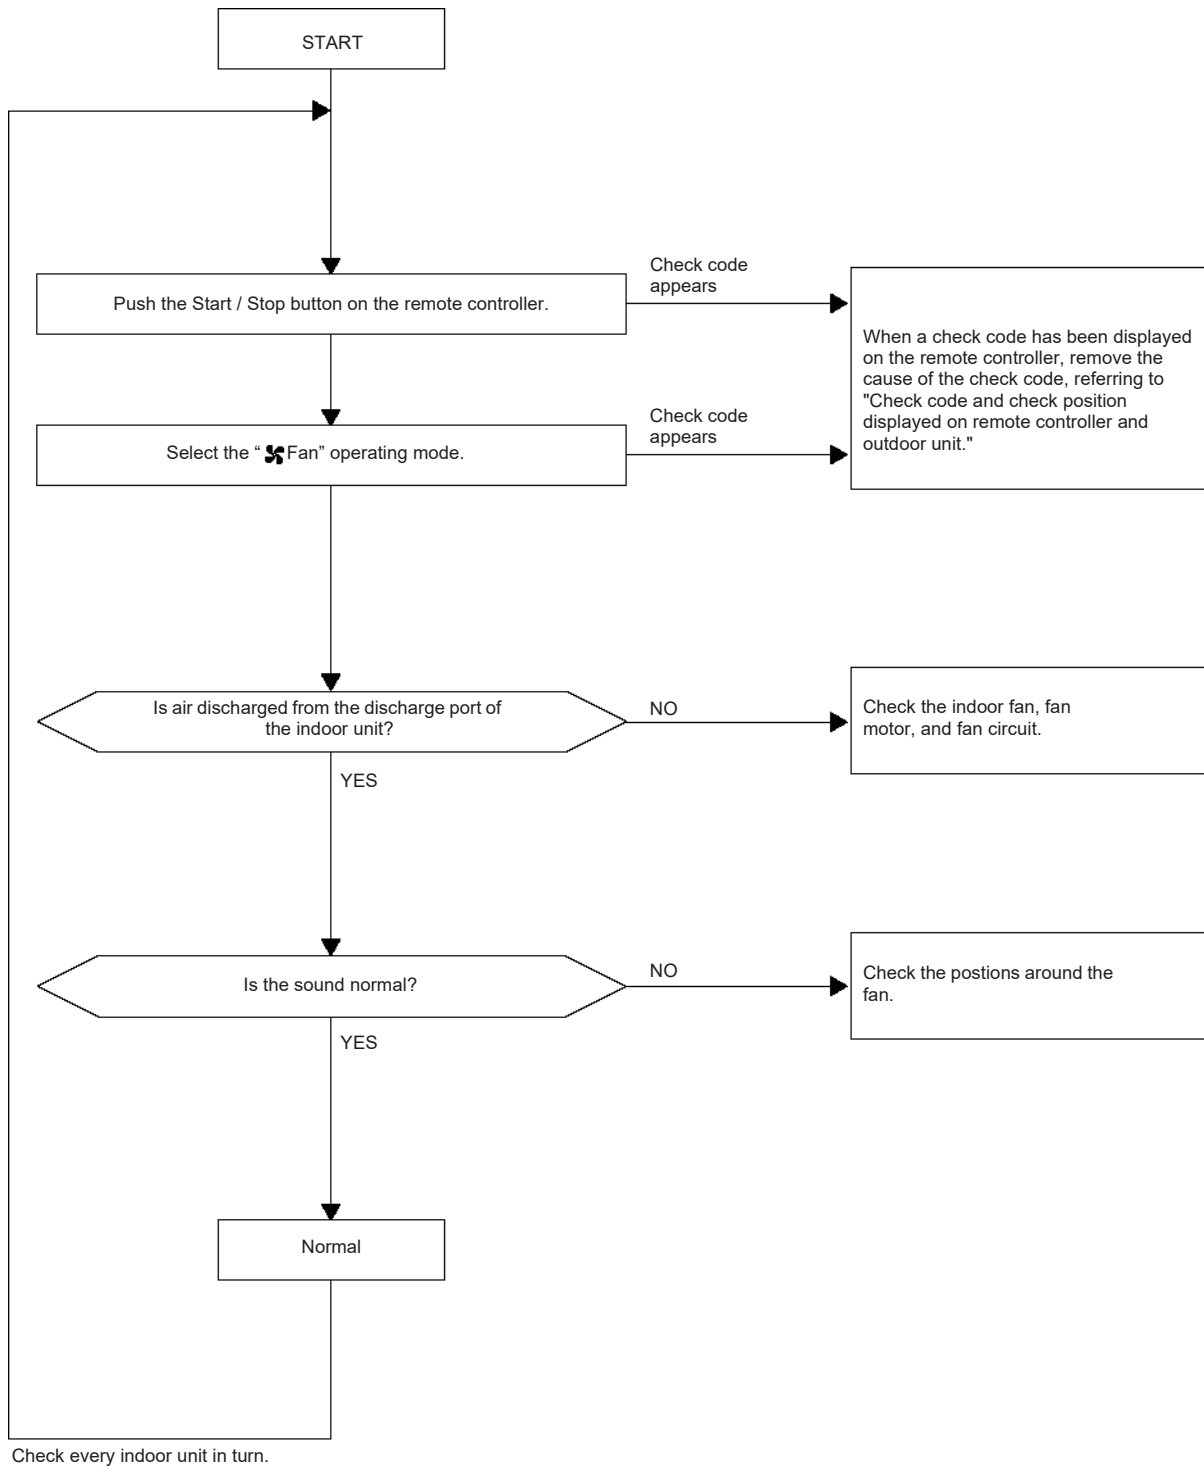 START
Push the Start / Stop button on the remote controller.
Check code
appears
When a check code has been displayed
on the remote controller, remove the
cause of the check code, referring to
"Check code and check position
displayed on remote controller and
outdoor unit."
Select the “ Fan” operating mode.
Check code
appears
Is air discharged from the discharge port of
the indoor unit?
NO
Check the indoor fan, fan
motor, and fan circuit.
YES
Is the sound normal?
NO
Check the postions around the
fan.
YES
Normal
Check every indoor unit in turn.